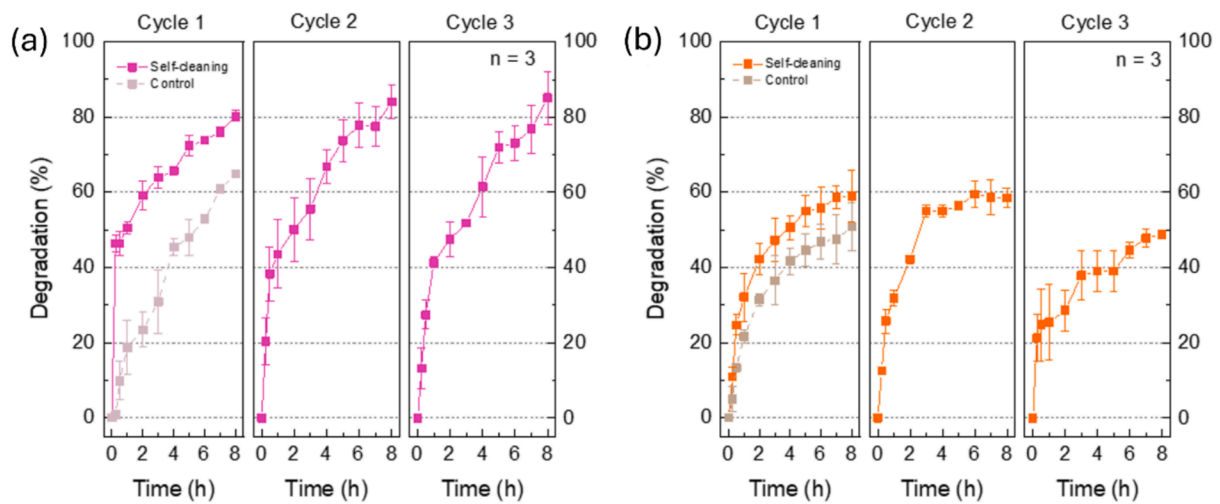 (a)
Cycle 1
Cycle 2
Cycle 3
100
80
60
40
20
0
Degradation (%)
Self-cleaning
Control
n = 3
100
80
60
40
20
0
0 2 4 6 8
0 2 4 6 8
0 2 4 6 8
Time (h)
Time (h)
Time (h)
(b)
Cycle 1
Cycle 2
Cycle 3
100
80
60
40
20
0
Degradation (%)
Self-cleaning
Control
n = 3
100
80
60
40
20
0
0 2 4 6 8
0 2 4 6 8
0 2 4 6 8
Time (h)
Time (h)
Time (h)